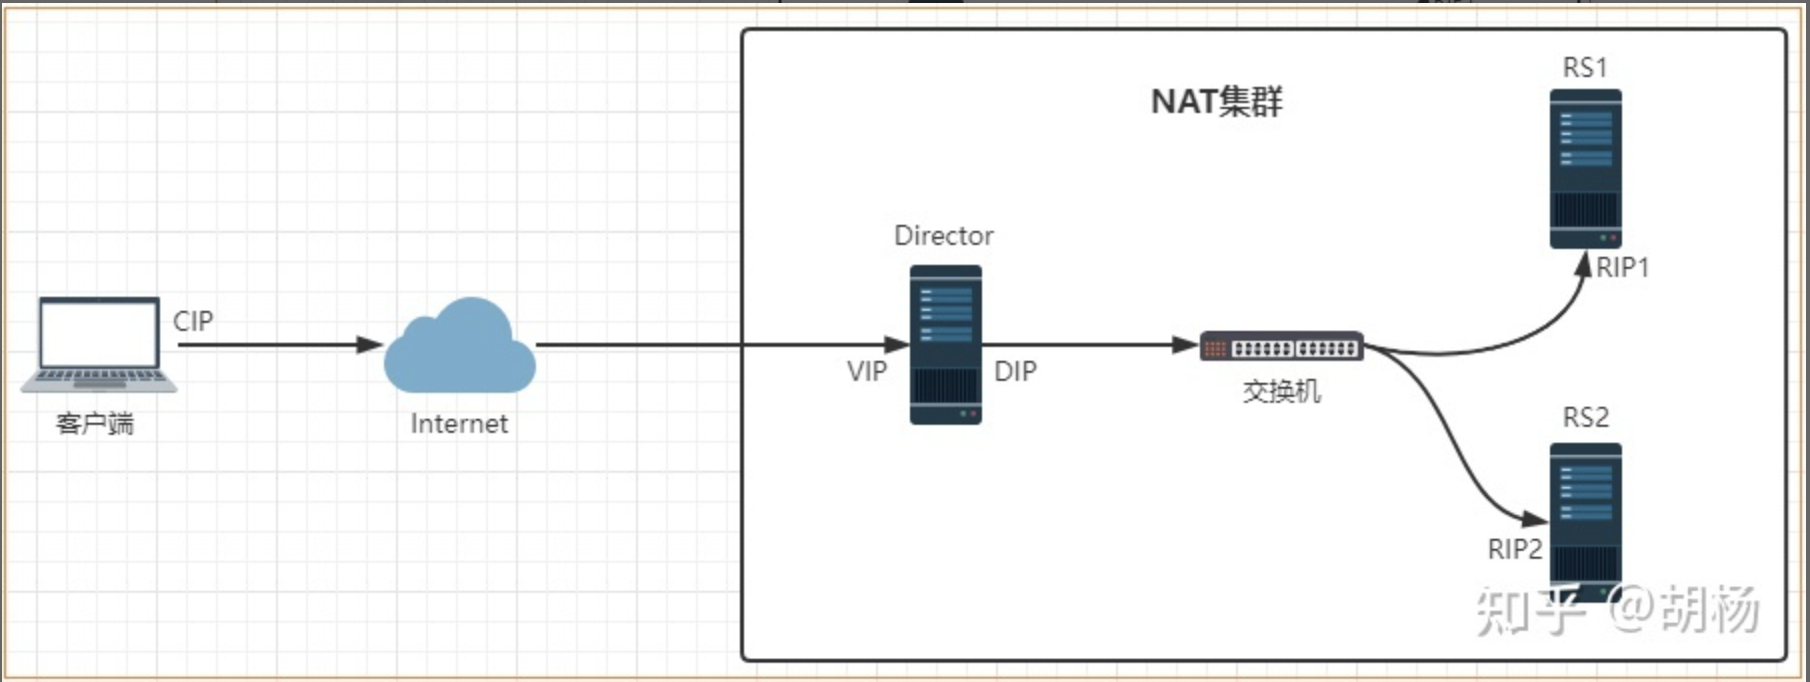 NAT集群
RS1
RIP1
Director
CIP
VIP
DIP
客户端
Internet
交换机
RS2
RIP2
知乎 @胡杨